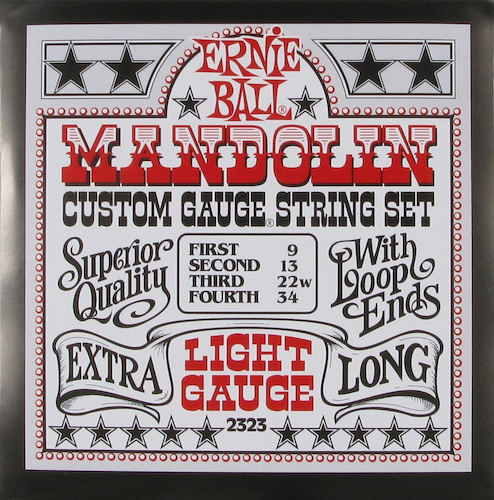 ERNIE
BALL®
MANDOLIN
CUSTOM GAUGE® STRING SET
Superior
Quality
FIRST 9
SECOND 13
THIRD 22w
FOURTH 34
With
Loop
Ends
EXTRA
LIGHT
GAUGE
LONG
2323